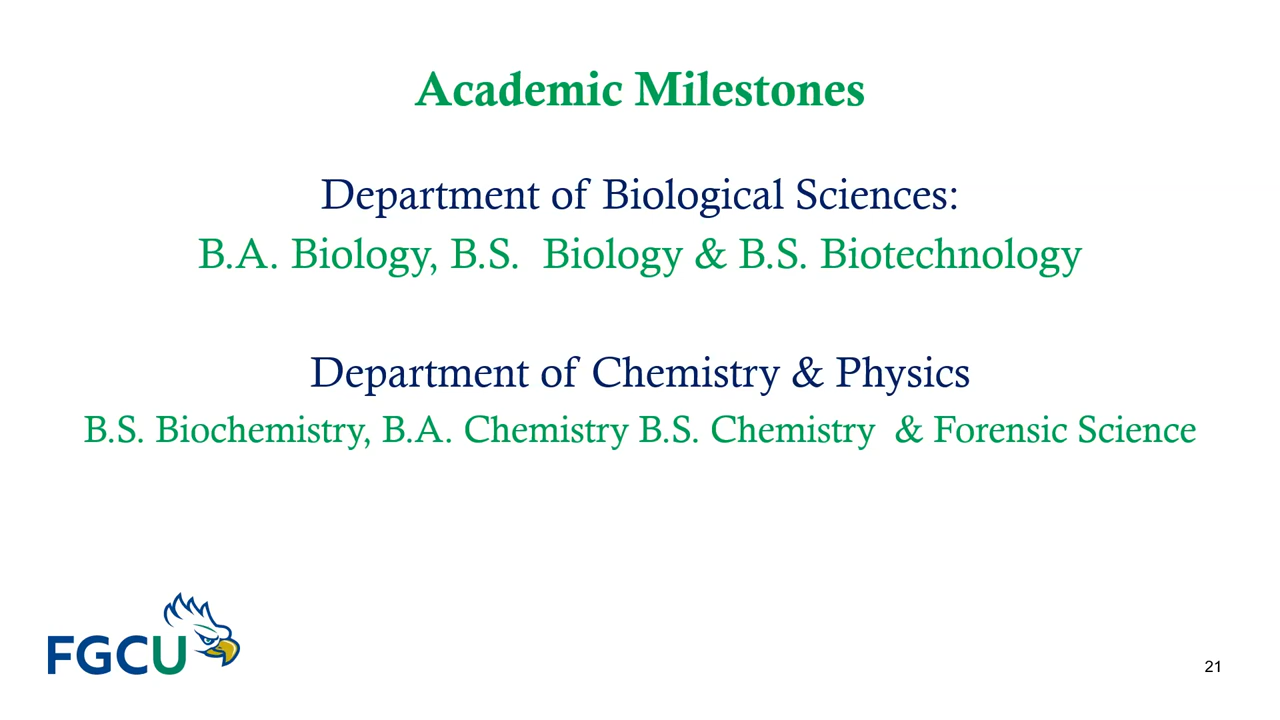 Academic Milestones
Department of Biological Sciences:
B.A. Biology, B.S.  Biology & B.S. Biotechnology
Department of Chemistry & Physics
B.S. Biochemistry, B.A. Chemistry B.S. Chemistry  & Forensic Science
FGCU
21